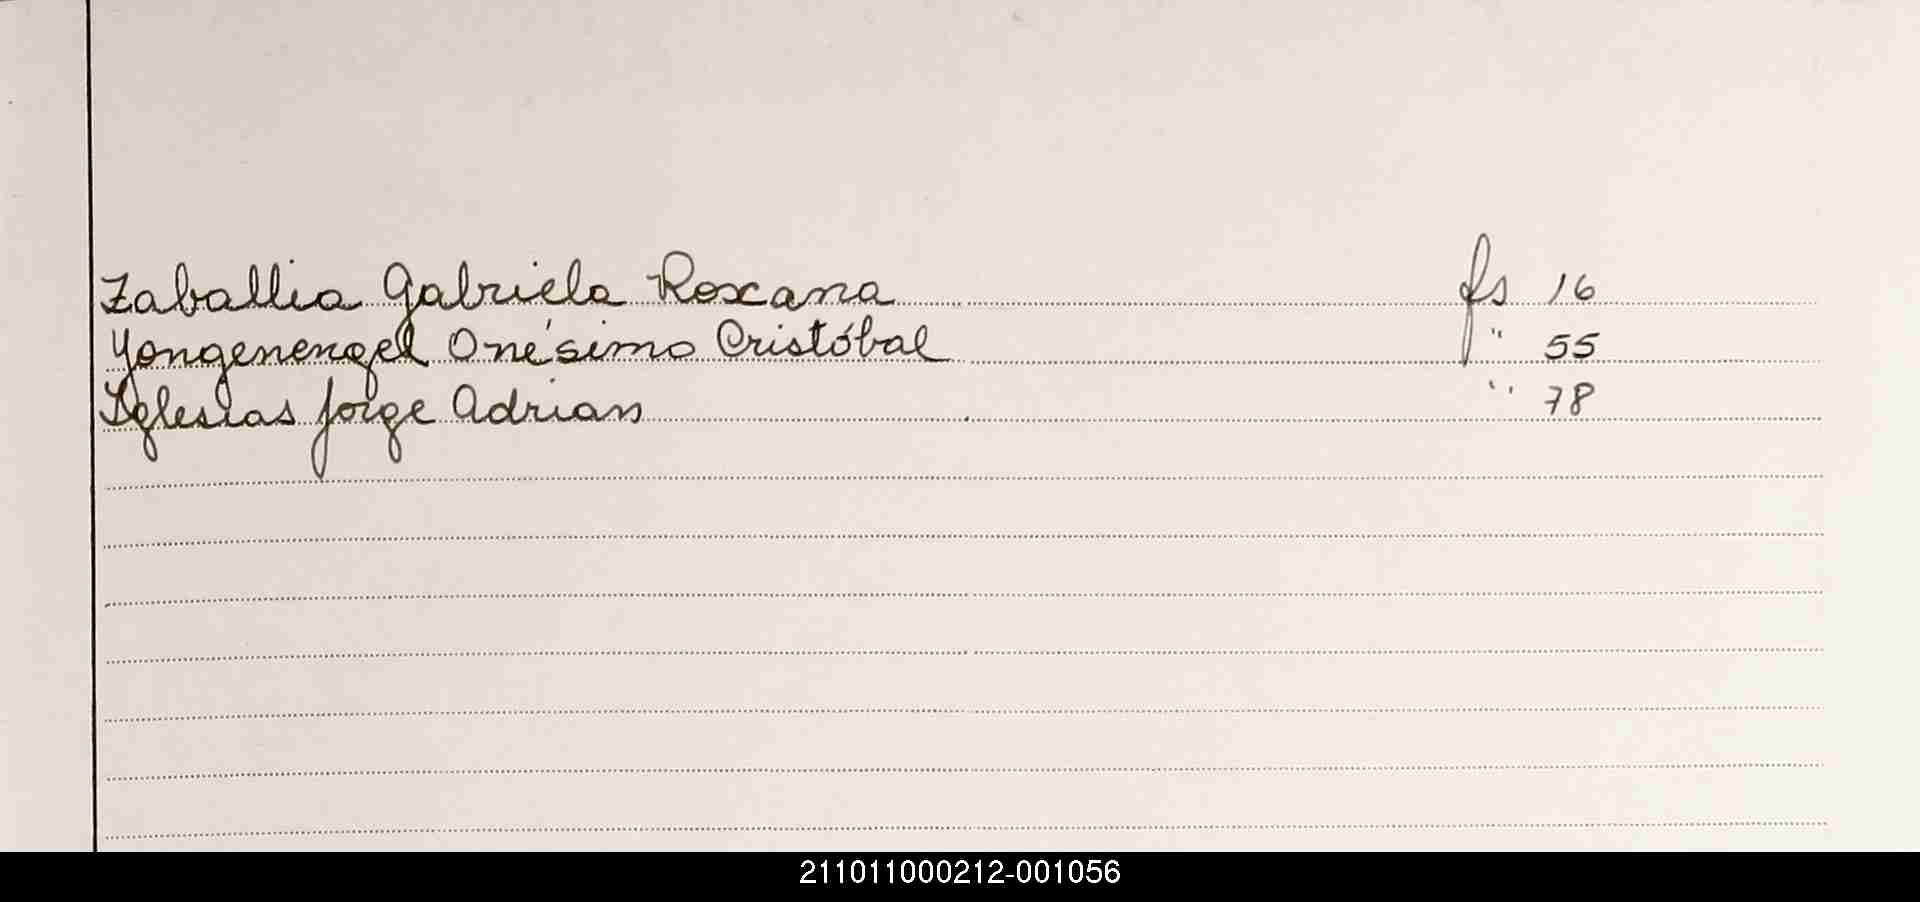 Zaballia Gabriela Roxana fs 16
Yongenengel Onésimo Cristóbal " 55
Iglesias Jorge Adrian " 78
211011000212-001056